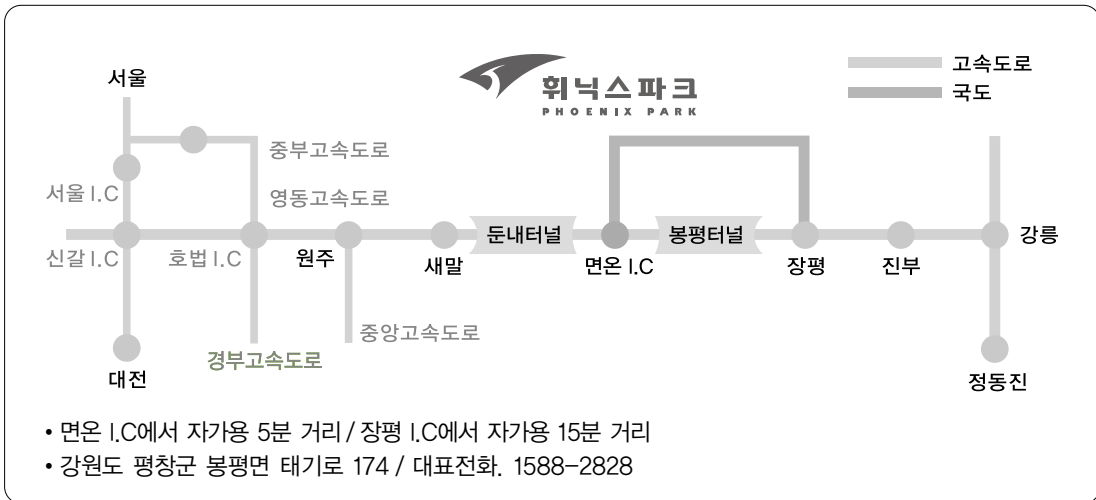 서울
휘닉스파크
PHOENIX PARK
고속도로
국도
중부고속도로
서울 I.C
영동고속도로
신갈 I.C
호법 I.C
원주
새말
둔내터널
면온 I.C
봉평터널
장평
진부
강릉
중앙고속도로
경부고속도로
대전
정동진
• 면온 I.C에서 자가용 5분 거리 / 장평 I.C에서 자가용 15분 거리
• 강원도 평창군 봉평면 태기로 174 / 대표전화. 1588-2828